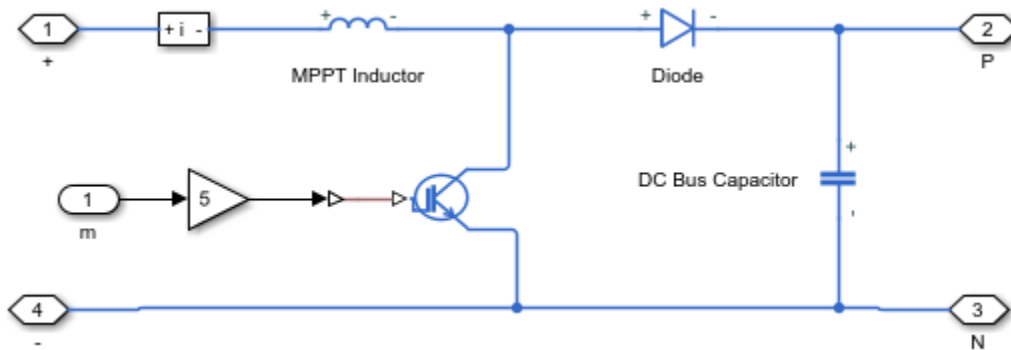 1
+
+ i -
+ -
MPPT Inductor
+ -
Diode
2
P
1
m
5
DC Bus Capacitor
+
-
4
-
3
N